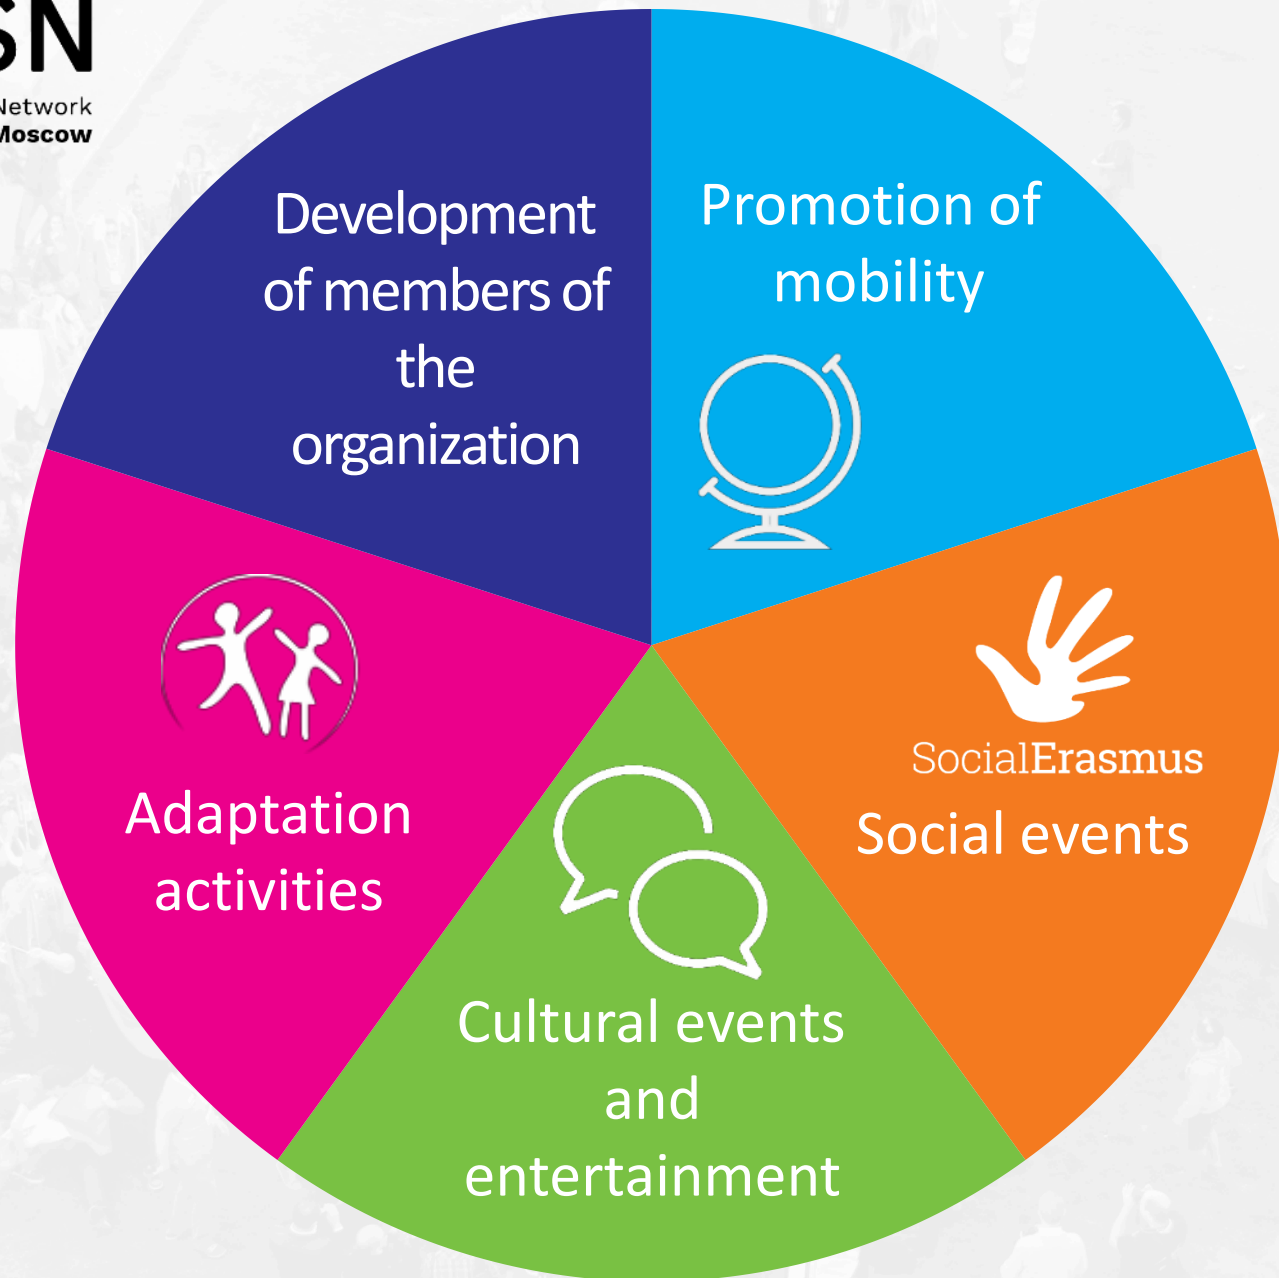 SN
Network
Moscow
Development
of members of
the
organization
Promotion of
mobility
SocialErasmus
Social events
Adaptation
activities
Cultural events
and
entertainment